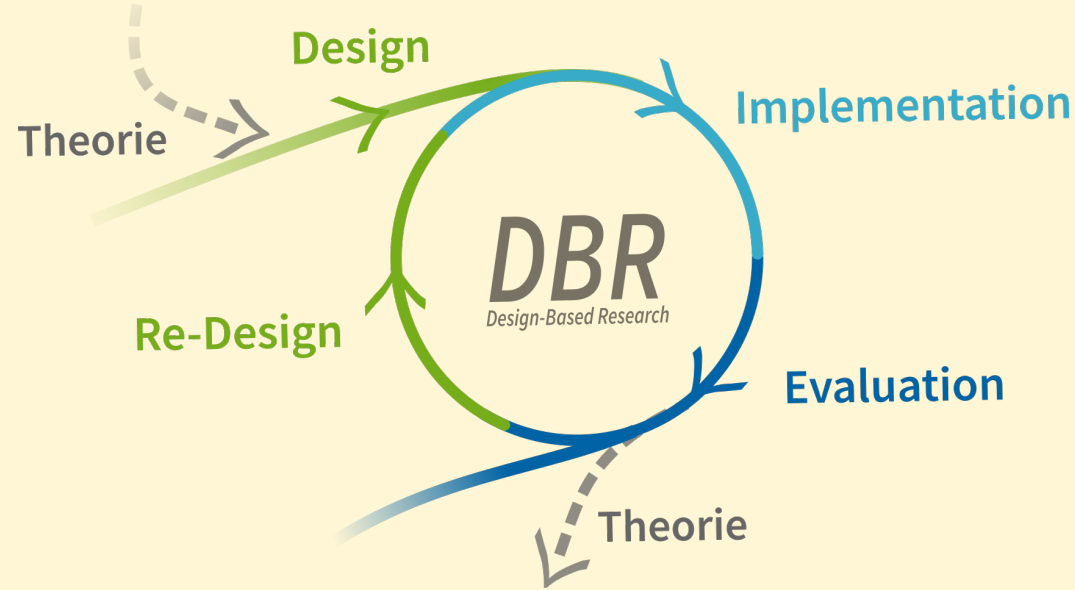 Design
Implementation
Theorie
DBR
Design-Based Research
Re-Design
Evaluation
Theorie